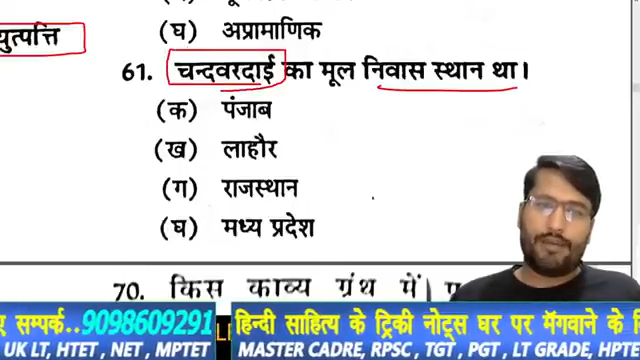 (घ) अप्रामाणिक
61. चन्दवरदाई का मूल निवास स्थान था।
(क) पंजाब
(ख) लाहौर
(ग) राजस्थान
(घ) मध्य प्रदेश
70. किस काव्य ग्रंथ में
सम्पर्क..9098609291 हिन्दी साहित्य के ट्रिकी नोट्स घर पर मॅगवाने के
UK LT, HTET , NET , MPTET MASTER CADRE, RPSC , TGT , PGT , LT GRADE, HPTE